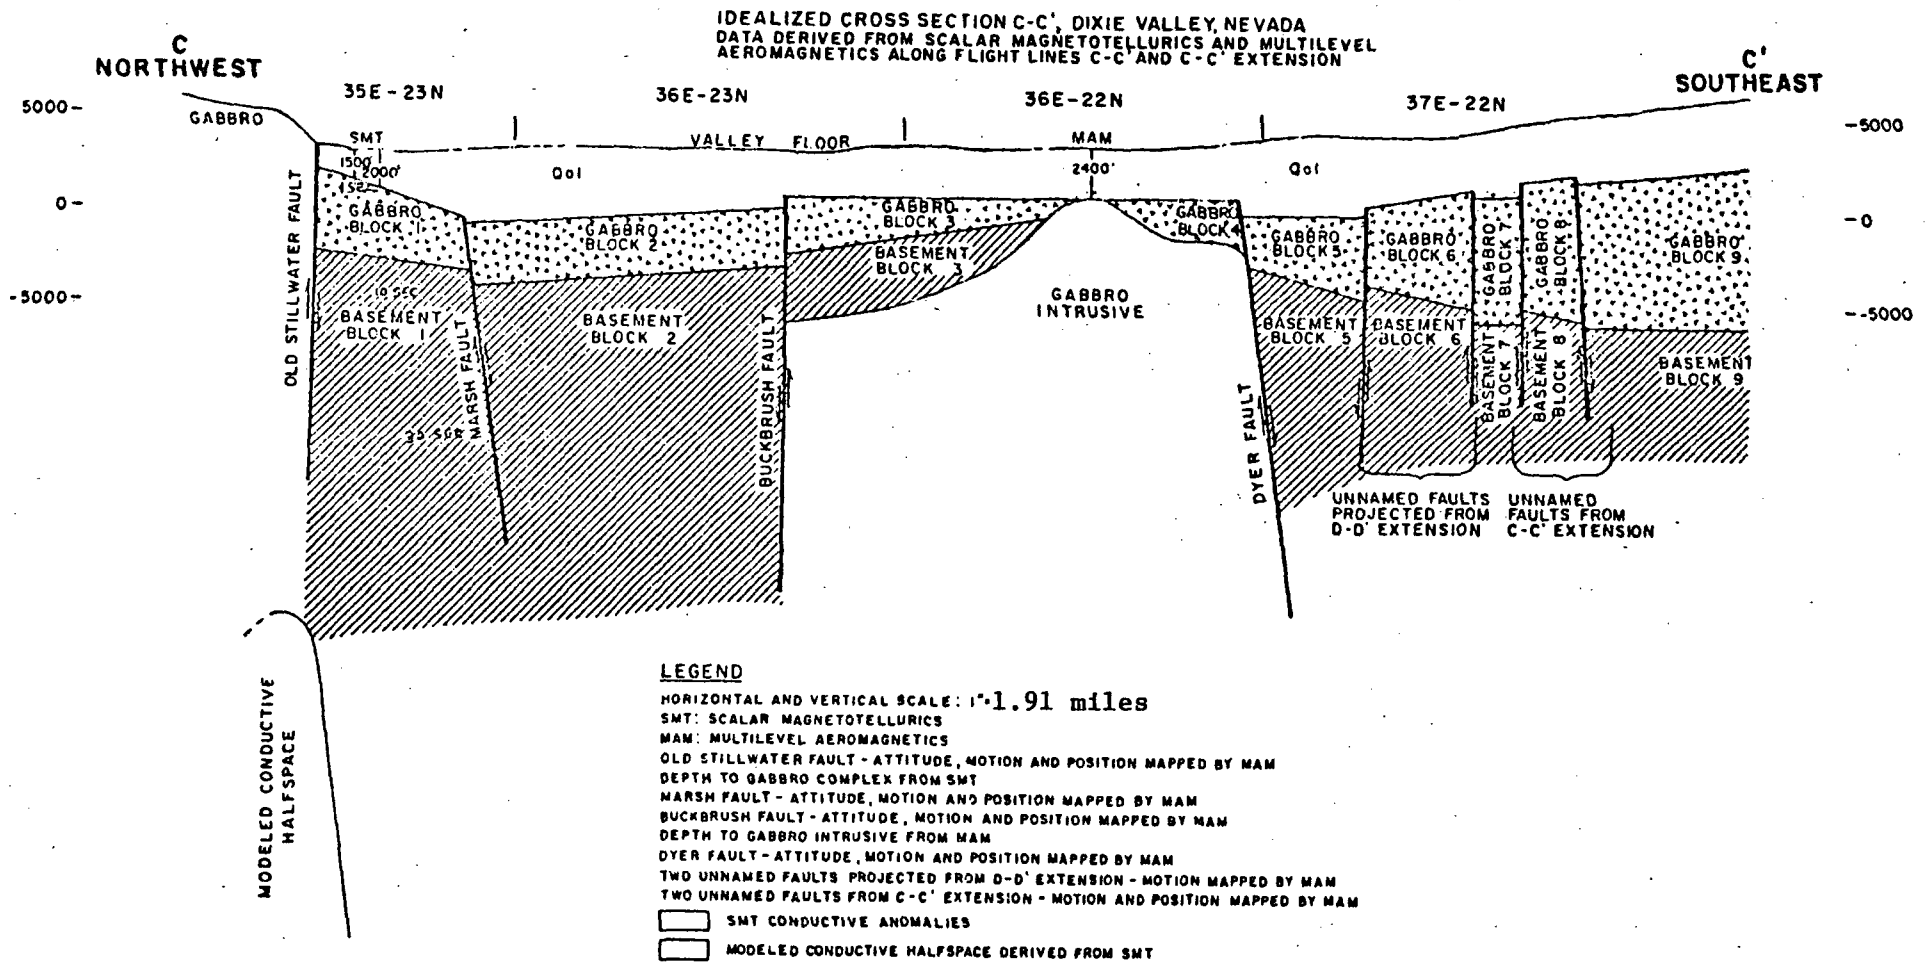 IDEALIZED CROSS SECTION C-C', DIXIE VALLEY, NEVADA
DATA DERIVED FROM SCALAR MAGNETOTELLURICS AND MULTILEVEL
AEROMAGNETICS ALONG FLIGHT LINES C-C' AND C-C' EXTENSION
C
NORTHWEST
C'
SOUTHEAST
35E-23N
36E-23N
36E-22N
37E-22N
5000-
0-
-5000-
-5000
-0
--5000
GABBRO
SMT
VALLEY FLOOR
MAM
1500'
2000'
Qal
2400'
Qal
OLD STILLWATER FAULT
GABBRO
BLOCK 1
GABBRO
BLOCK 2
GABBRO
BLOCK 3
GABBRO
BLOCK 4
GABBRO
BLOCK 5
GABBRO
BLOCK 6
GABBRO
BLOCK 7
GABBRO
BLOCK 8
GABBRO
BLOCK 9
10 SEC
BASEMENT
BLOCK 1
MARSH FAULT
BASEMENT
BLOCK 2
BUCKBRUSH FAULT
BASEMENT
BLOCK 3
GABBRO
INTRUSIVE
DYER FAULT
BASEMENT
BLOCK 5
BASEMENT
BLOCK 6
BASEMENT
BLOCK 7
BASEMENT
BLOCK 8
BASEMENT
BLOCK 9
UNNAMED FAULTS
PROJECTED FROM
D-D' EXTENSION
UNNAMED
FAULTS FROM
C-C' EXTENSION
MODELED CONDUCTIVE
HALFSPACE
LEGEND
HORIZONTAL AND VERTICAL SCALE: 1"=1.91 miles
SMT: SCALAR MAGNETOTELLURICS
MAM: MULTILEVEL AEROMAGNETICS
OLD STILLWATER FAULT - ATTITUDE, MOTION AND POSITION MAPPED BY MAM
DEPTH TO GABBRO COMPLEX FROM SMT
MARSH FAULT - ATTITUDE, MOTION AND POSITION MAPPED BY MAM
BUCKBRUSH FAULT - ATTITUDE, MOTION AND POSITION MAPPED BY MAM
DEPTH TO GABBRO INTRUSIVE FROM MAM
DYER FAULT - ATTITUDE, MOTION AND POSITION MAPPED BY MAM
TWO UNNAMED FAULTS PROJECTED FROM D-D' EXTENSION - MOTION MAPPED BY MAM
TWO UNNAMED FAULTS FROM C-C' EXTENSION - MOTION AND POSITION MAPPED BY MAM
SMT CONDUCTIVE ANOMALIES
MODELED CONDUCTIVE HALFSPACE DERIVED FROM SMT